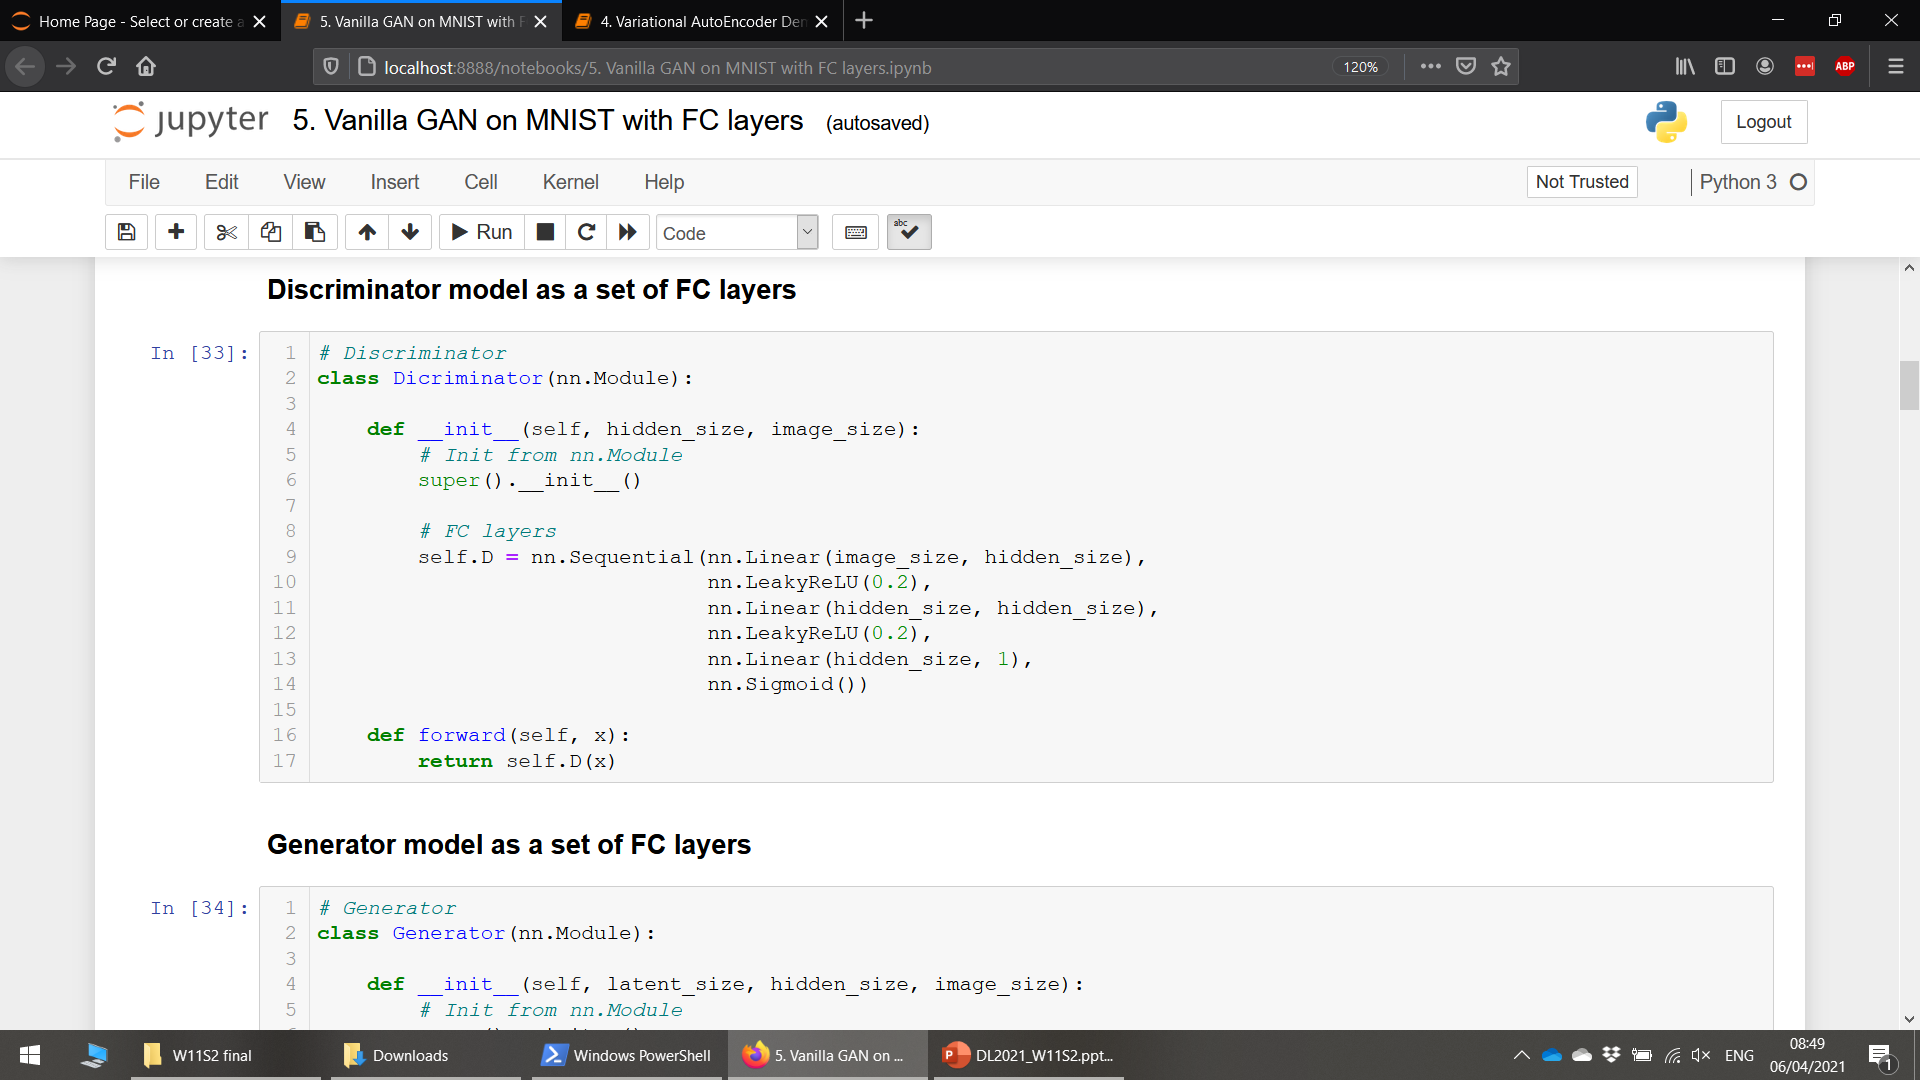 Home Page - Select or create a
5. Vanilla GAN on MNIST with F
4. Variational AutoEncoder Dem
localhost:8888/notebooks/5. Vanilla GAN on MNIST with FC layers.ipynb
120%
ABP
jupyter 5. Vanilla GAN on MNIST with FC layers (autosaved)
Logout
File Edit View Insert Cell Kernel Help
Not Trusted
Python 3
Run
Code
abc
Discriminator model as a set of FC layers
In [33]:
1 # Discriminator
2 class Dicriminator(nn.Module):
3
4 def __init__(self, hidden_size, image_size):
5 # Init from nn.Module
6 super().__init__()
7
8 # FC layers
9 self.D = nn.Sequential(nn.Linear(image_size, hidden_size),
10 nn.LeakyReLU(0.2),
11 nn.Linear(hidden_size, hidden_size),
12 nn.LeakyReLU(0.2),
13 nn.Linear(hidden_size, 1),
14 nn.Sigmoid())
15
16 def forward(self, x):
17 return self.D(x)
Generator model as a set of FC layers
In [34]:
1 # Generator
2 class Generator(nn.Module):
3
4 def __init__(self, latent_size, hidden_size, image_size):
5 # Init from nn.Module
W11S2 final
Downloads
Windows PowerShell
5. Vanilla GAN on ...
DL2021_W11S2.ppt...
ENG
08:49
06/04/2021
1